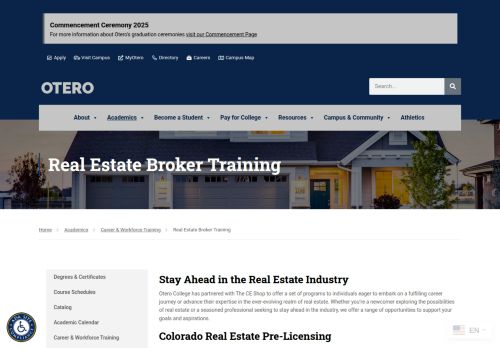 Commencement Ceremony 2025
For more information about Otero's graduation ceremonies visit our Commencement Page
Apply Visit Campus MyOtero Directory Careers Campus Map
OTERO
Search...
About Academics Become a Student Pay for College Resources Campus & Community Athletics
Real Estate Broker Training
Home Academics Career & Workforce Training Real Estate Broker Training
Degrees & Certificates
Course Schedules
Catalog
Academic Calendar
Career & Workforce Training
Stay Ahead in the Real Estate Industry
Otero College has partnered with The CE Shop to offer a set of programs to individuals eager to embark on a fulfilling career
journey or advance their expertise in the ever-evolving realm of real estate. Whether you're a newcomer exploring the possibilities
of real estate or a seasoned professional seeking to stay ahead in the industry, we offer a range of opportunities to support your
goals and aspirations.
Colorado Real Estate Pre-Licensing
EN